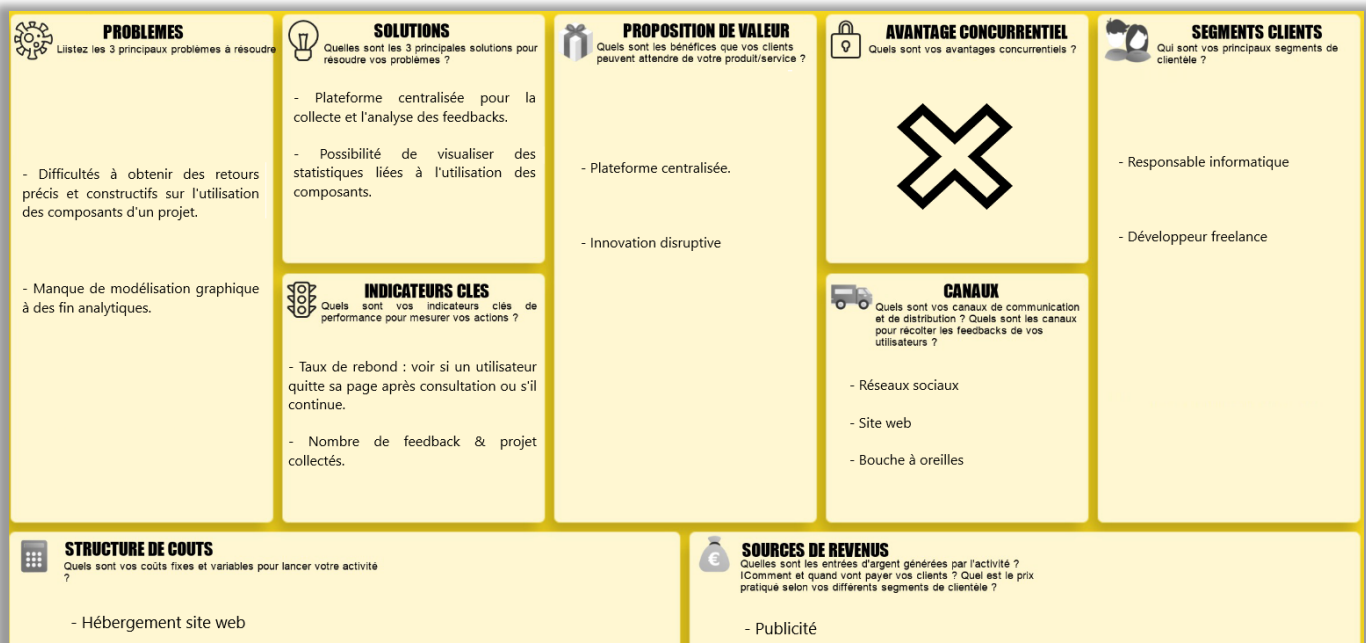 PROBLEMES
Liistez les 3 principaux problèmes à résoudre
- Difficultés à obtenir des retours
précis et constructifs sur l'utilisation
des composants d'un projet.
- Manque de modélisation graphique
à des fin analytiques.
SOLUTIONS
Quelles sont les 3 principales solutions pour
résoudre vos problèmes ?
- Plateforme centralisée pour la
collecte et l'analyse des feedbacks.
- Possibilité de visualiser des
statistiques liées à l'utilisation des
composants.
INDICATEURS CLES
Quels sont vos indicateurs clés de
performance pour mesurer vos actions ?
- Taux de rebond : voir si un utilisateur
quitte sa page après consultation ou s'il
continue.
- Nombre de feedback & projet
collectés.
PROPOSITION DE VALEUR
Quels sont les bénéfices que vos clients
peuvent attendre de votre produit/service ?
- Plateforme centralisée.
- Innovation disruptive
AVANTAGE CONCURRENTIEL
Quels sont vos avantages concurrentiels ?
CANAUX
Quels sont vos canaux de communication
et de distribution ? Quels sont les canaux
pour récolter les feedbacks de vos
utilisateurs ?
- Réseaux sociaux
- Site web
- Bouche à oreilles
SEGMENTS CLIENTS
Qui sont vos principaux segments de
clientèle ?
- Responsable informatique
- Développeur freelance
STRUCTURE DE COUTS
Quels sont vos coûts fixes et variables pour lancer votre activité
?
- Hébergement site web
€
SOURCES DE REVENUS
Quelles sont les entrées d'argent générées par l'activité ?
IComment et quand vont payer vos clients ? Quel est le prix
pratiqué selon vos différents segments de clientèle ?
- Publicité